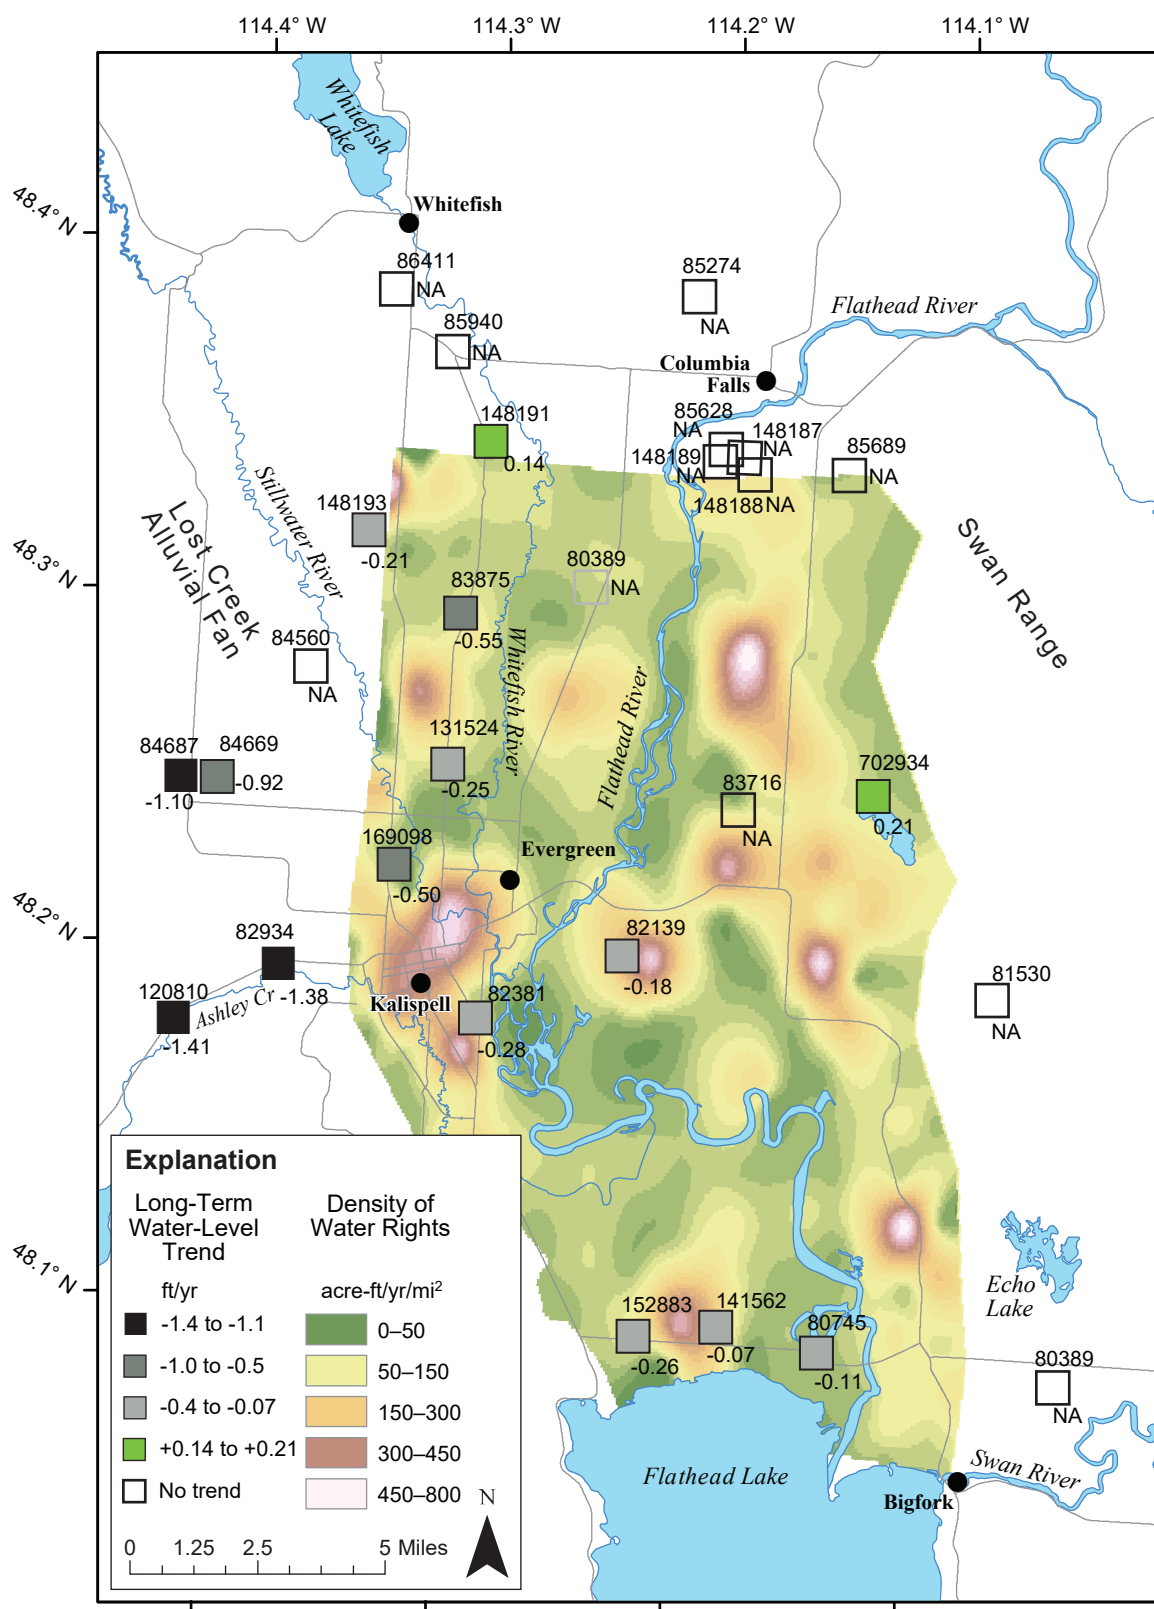 114.4° W
114.3° W
114.2° W
114.1° W
Whitefish
Lake
48.4° N
Whitefish
86411
NA
85274
NA
Flathead River
85940
NA
Columbia
Falls
148191
0.14
85628
NA
148187
NA
148189
NA
85689
NA
148188
NA
Stillwater River
148193
-0.21
Lost Creek
Alluvial Fan
Swan Range
48.3° N
80389
NA
83875
-0.55
84560
NA
Whitefish River
Flathead River
131524
-0.25
84687
-1.10
84669
-0.92
702934
0.21
83716
NA
169098
-0.50
Evergreen
48.2° N
82934
-1.38
82139
-0.18
81530
NA
120810
-1.41
Ashley Cr
Kalispell
82381
-0.28
48.1° N
Echo
Lake
152883
-0.26
141562
-0.07
80745
-0.11
80389
NA
Flathead Lake
Swan River
Bigfork
Explanation
Long-Term
Water-Level
Trend
ft/yr
-1.4 to -1.1
-1.0 to -0.5
-0.4 to -0.07
+0.14 to +0.21
No trend
Density of
Water Rights
acre-ft/yr/mi²
0–50
50–150
150–300
300–450
450–800
N
0 1.25 2.5 5 Miles